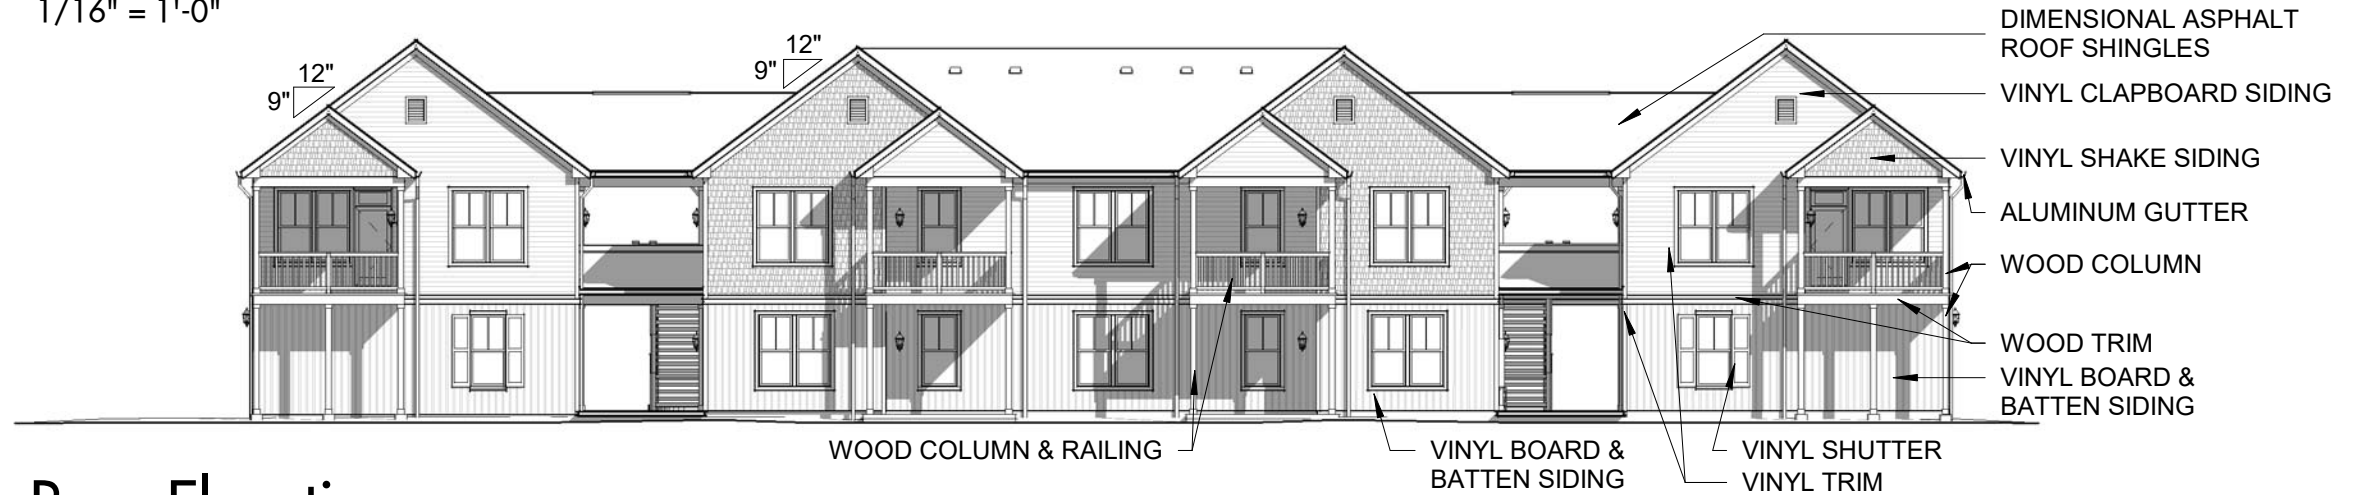 1/16" = 1'-0"
12"
9"
12"
9"
DIMENSIONAL ASPHALT
ROOF SHINGLES
VINYL CLAPBOARD SIDING
VINYL SHAKE SIDING
ALUMINUM GUTTER
WOOD COLUMN
WOOD TRIM
VINYL BOARD &
BATTEN SIDING
WOOD COLUMN & RAILING
VINYL BOARD &
BATTEN SIDING
VINYL SHUTTER
VINYL TRIM